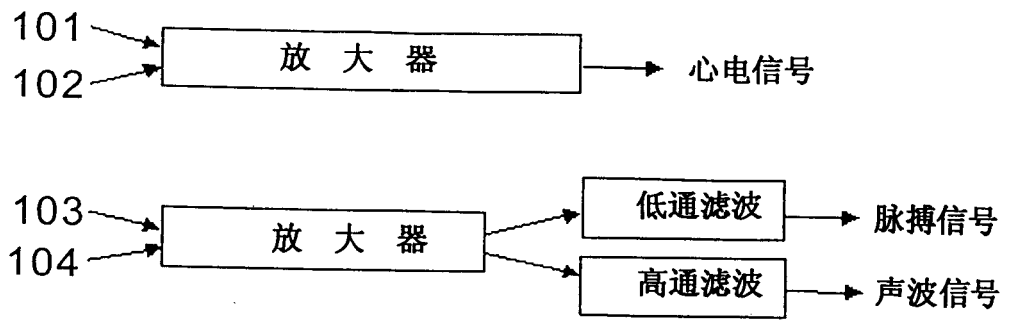 101
放 大 器
心电信号
102
低通滤波
103
放 大 器
脉搏信号
104
高通滤波
声波信号